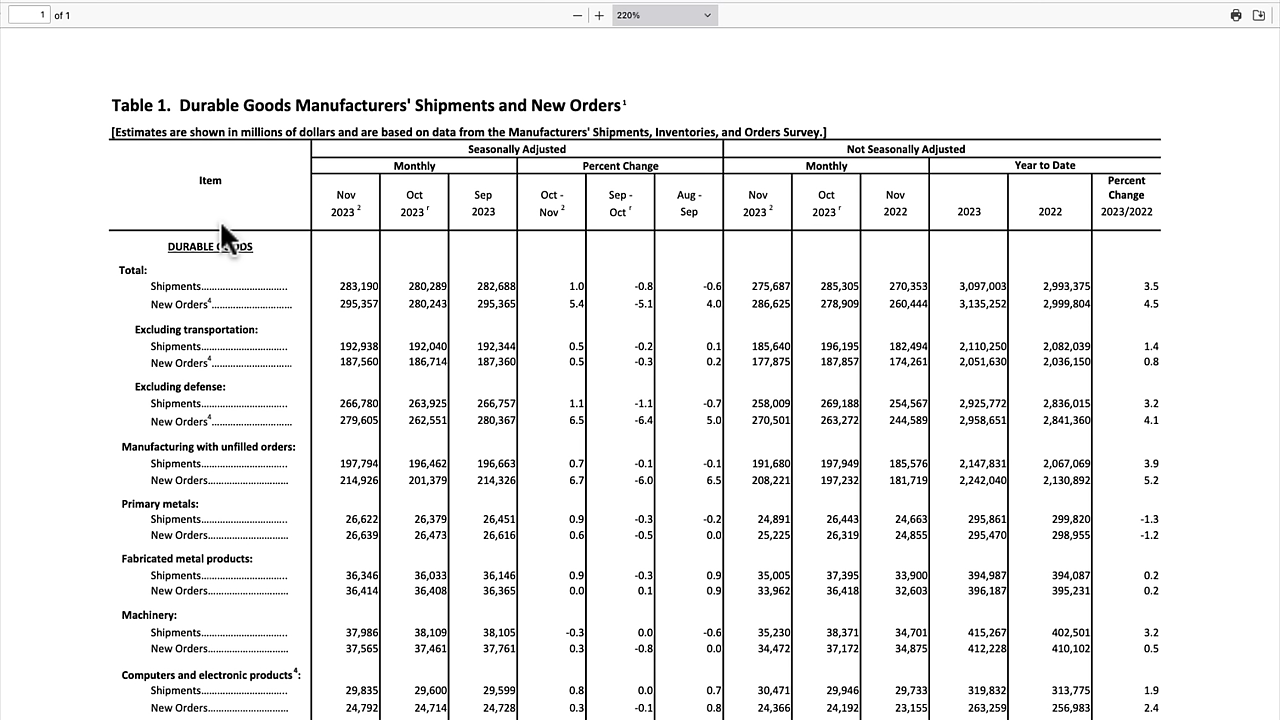 1 of 1 220%
Table 1. Durable Goods Manufacturers' Shipments and New Orders¹
[Estimates are shown in millions of dollars and are based on data from the Manufacturers' Shipments, Inventories, and Orders Survey.]
Seasonally Adjusted Not Seasonally Adjusted
Monthly Percent Change Monthly Year to Date
Item Nov 2023 ² Oct 2023 ʳ Sep 2023 Oct - Nov ² Sep - Oct ʳ Aug - Sep Nov 2023 ² Oct 2023 ʳ Nov 2022 2023 2022 Percent Change 2023/2022
DURABLE GOODS
Total:
Shipments 283,190 280,289 282,688 1.0 -0.8 -0.6 275,687 285,305 270,353 3,097,003 2,993,375 3.5
New Orders⁴ 295,357 280,243 295,365 5.4 -5.1 4.0 286,625 278,909 260,444 3,135,252 2,999,804 4.5
Excluding transportation:
Shipments 192,938 192,040 192,344 0.5 -0.2 0.1 185,640 196,195 182,494 2,110,250 2,082,039 1.4
New Orders⁴ 187,560 186,714 187,360 0.5 -0.3 0.2 177,875 187,857 174,261 2,051,630 2,036,150 0.8
Excluding defense:
Shipments 266,780 263,925 266,757 1.1 -1.1 -0.7 258,009 269,188 254,567 2,925,772 2,836,015 3.2
New Orders⁴ 279,605 262,551 280,367 6.5 -6.4 5.0 270,501 263,272 244,589 2,958,651 2,841,360 4.1
Manufacturing with unfilled orders:
Shipments 197,794 196,462 196,663 0.7 -0.1 -0.1 191,680 197,949 185,576 2,147,831 2,067,069 3.9
New Orders 214,926 201,379 214,326 6.7 -6.0 6.5 208,221 197,232 181,719 2,242,040 2,130,892 5.2
Primary metals:
Shipments 26,622 26,379 26,451 0.9 -0.3 -0.2 24,891 26,443 24,663 295,861 299,820 -1.3
New Orders 26,639 26,473 26,616 0.6 -0.5 0.0 25,225 26,319 24,855 295,470 298,955 -1.2
Fabricated metal products:
Shipments 36,346 36,033 36,146 0.9 -0.3 0.9 35,005 37,395 33,900 394,987 394,087 0.2
New Orders 36,414 36,408 36,365 0.0 0.1 0.9 33,962 36,418 32,603 396,187 395,231 0.2
Machinery:
Shipments 37,986 38,109 38,105 -0.3 0.0 -0.6 35,230 38,371 34,701 415,267 402,501 3.2
New Orders 37,565 37,461 37,761 0.3 -0.8 0.0 34,472 37,172 34,875 412,228 410,102 0.5
Computers and electronic products⁴:
Shipments 29,835 29,600 29,599 0.8 0.0 0.7 30,471 29,946 29,733 319,832 313,775 1.9
New Orders 24,792 24,714 24,728 0.3 -0.1 0.8 24,366 24,192 23,155 263,259 256,983 2.4